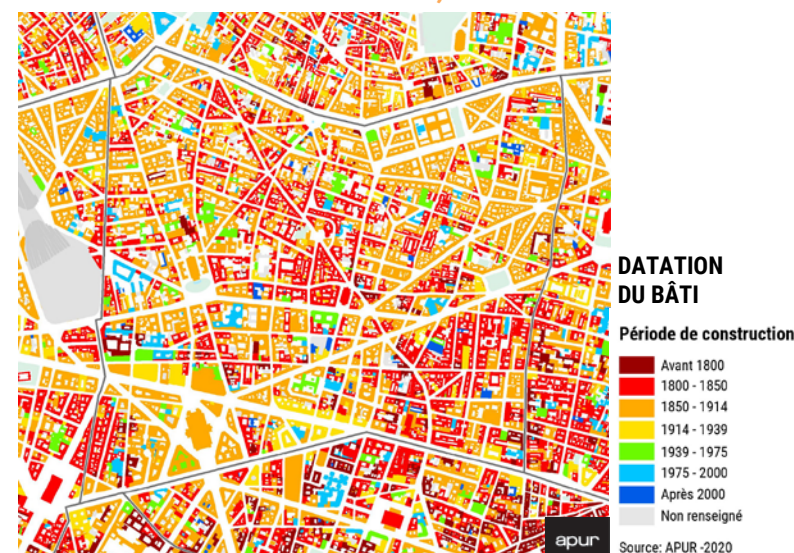 DATATION
DU BÂTI
Période de construction
Avant 1800
1800 - 1850
1850 - 1914
1914 - 1939
1939 - 1975
1975 - 2000
Après 2000
Non renseigné
Source: APUR -2020
apur